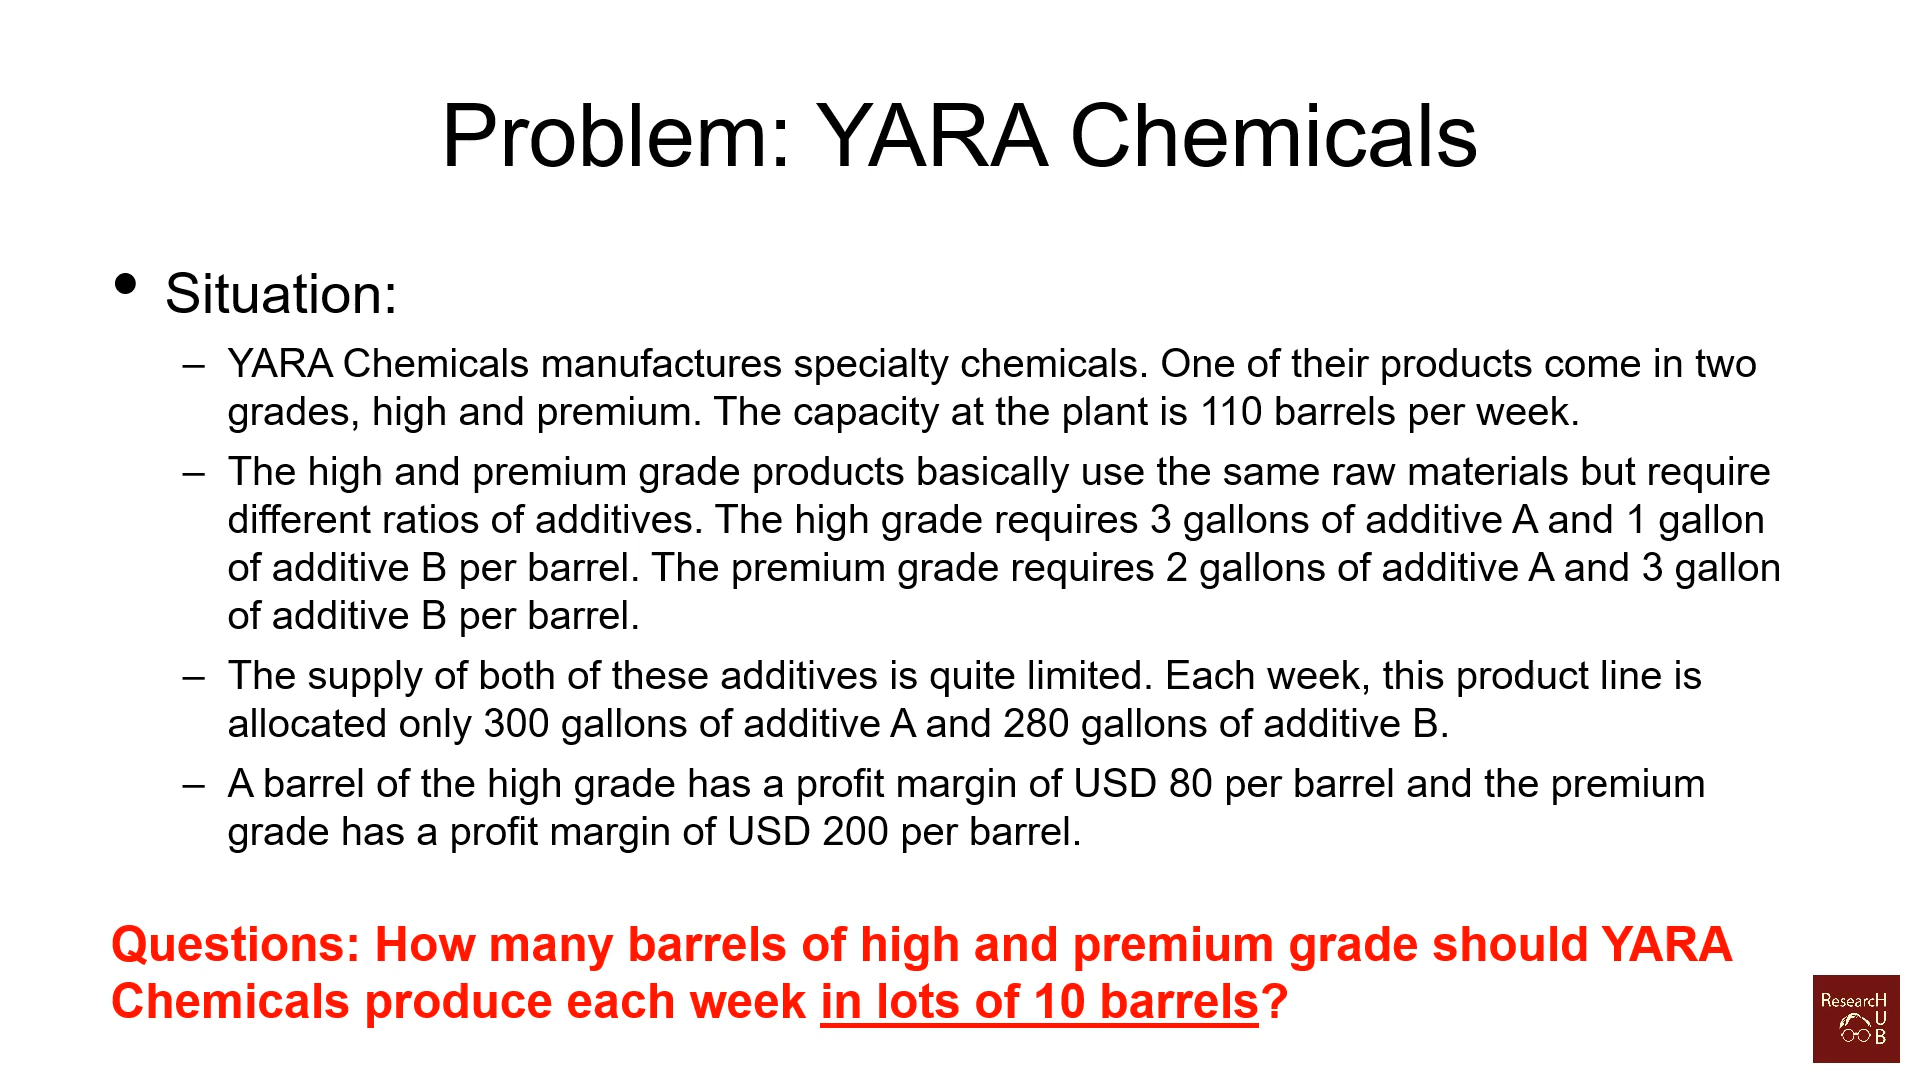 Problem: YARA Chemicals
• Situation:
– YARA Chemicals manufactures specialty chemicals. One of their products come in two
grades, high and premium. The capacity at the plant is 110 barrels per week.
– The high and premium grade products basically use the same raw materials but require
different ratios of additives. The high grade requires 3 gallons of additive A and 1 gallon
of additive B per barrel. The premium grade requires 2 gallons of additive A and 3 gallon
of additive B per barrel.
– The supply of both of these additives is quite limited. Each week, this product line is
allocated only 300 gallons of additive A and 280 gallons of additive B.
– A barrel of the high grade has a profit margin of USD 80 per barrel and the premium
grade has a profit margin of USD 200 per barrel.
Questions: How many barrels of high and premium grade should YARA
Chemicals produce each week in lots of 10 barrels?
ResearcH
U
B